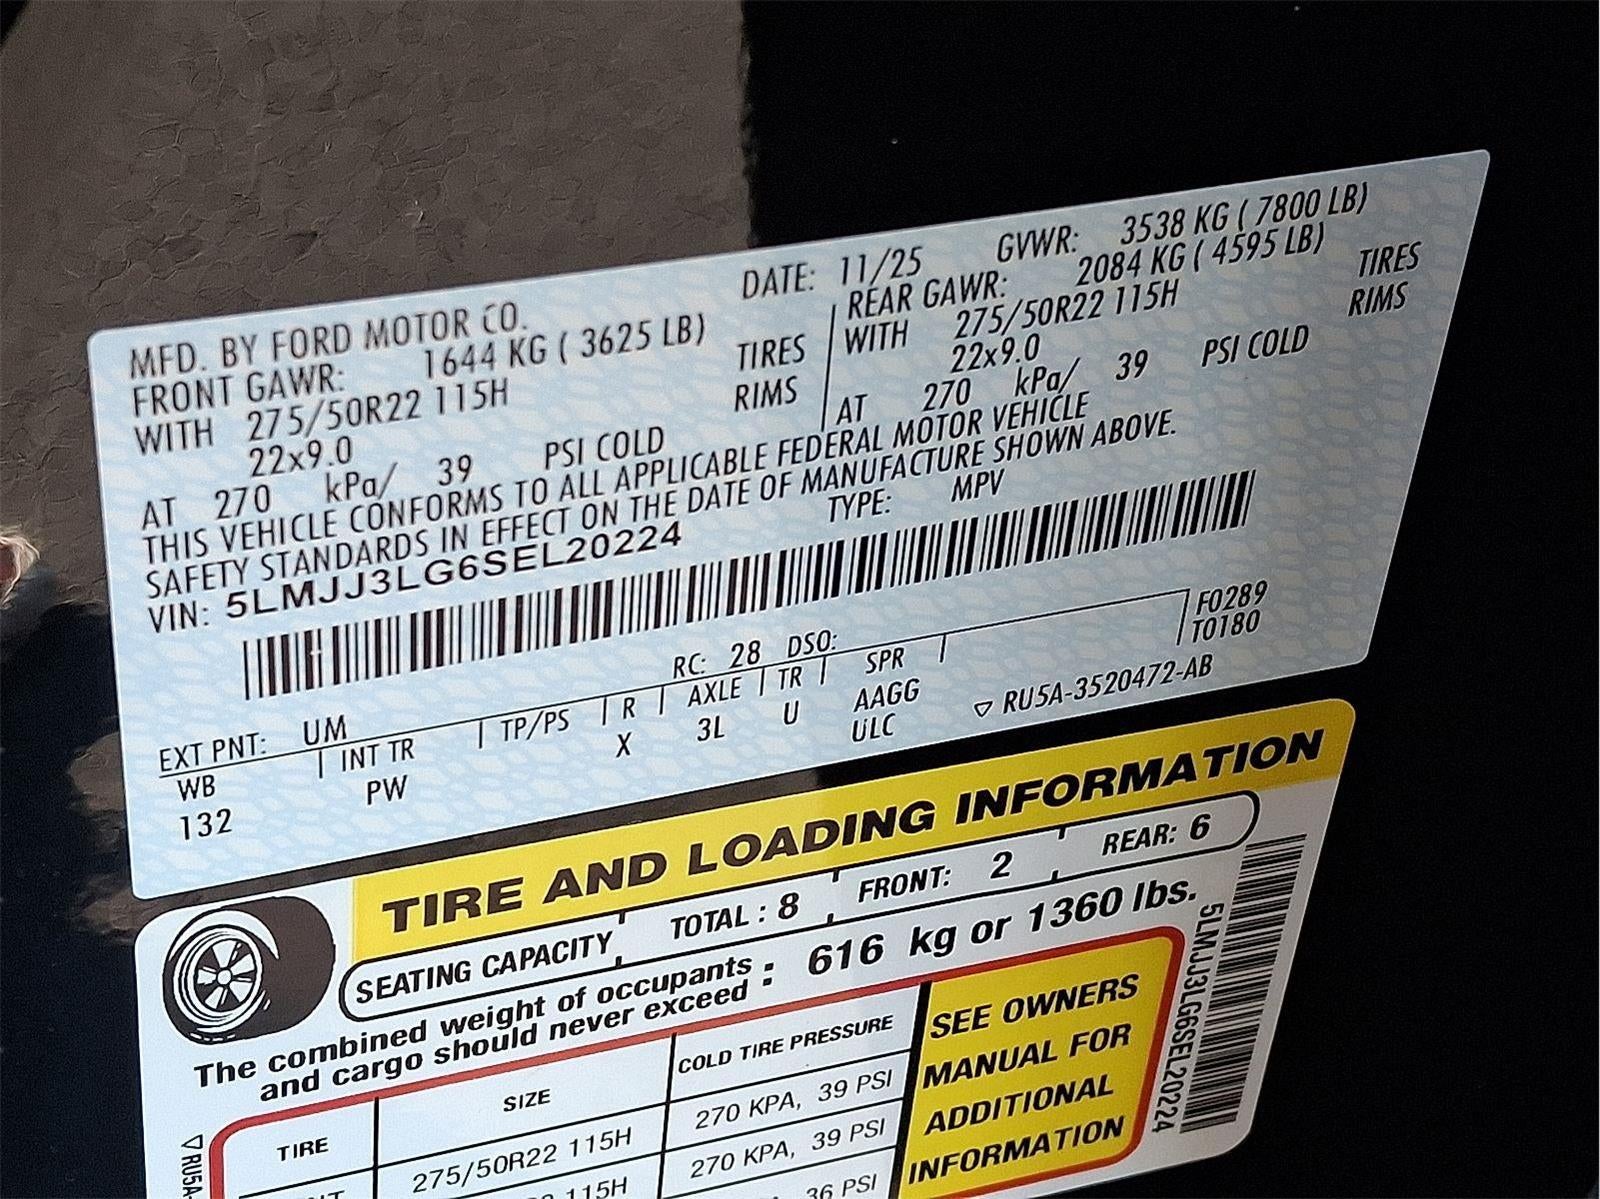 MFD. BY FORD MOTOR CO.
DATE: 11/25 GVWR: 3538 KG ( 7800 LB)
FRONT GAWR: 1644 KG ( 3625 LB)
WITH 275/50R22 115H TIRES
22x9.0 RIMS
AT 270 kPa/ 39 PSI COLD
REAR GAWR: 2084 KG ( 4595 LB)
WITH 275/50R22 115H TIRES
22x9.0 RIMS
AT 270 kPa/ 39 PSI COLD
THIS VEHICLE CONFORMS TO ALL APPLICABLE FEDERAL MOTOR VEHICLE
SAFETY STANDARDS IN EFFECT ON THE DATE OF MANUFACTURE SHOWN ABOVE.
VIN: 5LMJJ3LG6SEL20224 TYPE: MPV
F0289
T0180
EXT PNT: UM RC: 28 DSO:
WB INT TR TP/PS R AXLE TR SPR
132 PW X 3L U AAGG
ULC
▽ RU5A-3520472-AB
TIRE AND LOADING INFORMATION
SEATING CAPACITY TOTAL : 8 FRONT: 2 REAR: 6
The combined weight of occupants
and cargo should never exceed : 616 kg or 1360 lbs.
TIRE SIZE COLD TIRE PRESSURE
275/50R22 115H 270 KPA, 39 PSI
115H 270 KPA, 39 PSI
36 PSI
SEE OWNERS
MANUAL FOR
ADDITIONAL
INFORMATION
5LMJJ3LG6SEL20224
▽ RU5A-